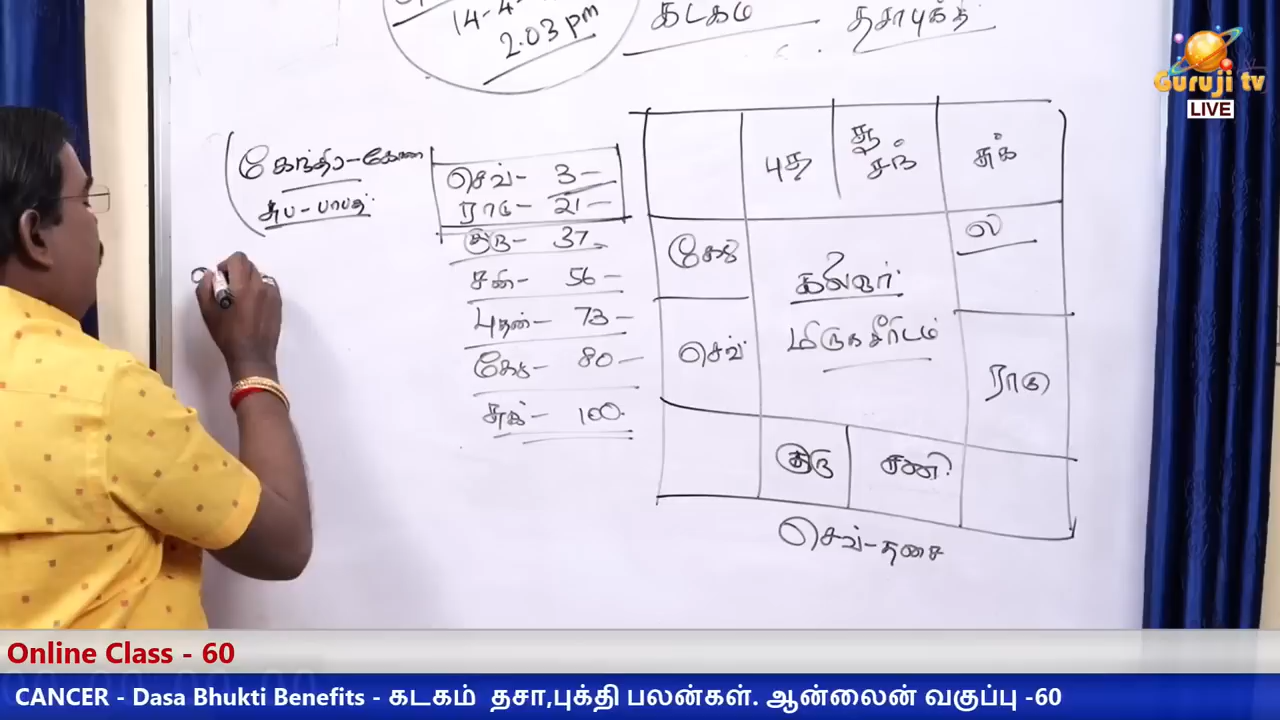 14-4-
2.03 pm
கடகம் தசாபுக்தி
Guruji tv
LIVE
கேந்திர-கோண
சுப-பாபத்
செவ்- 3-
ராகு- 21-
குரு- 37-
சனி- 56-
புதன்- 73-
கேது- 80-
சுக்- 100.
புத
சூ
சந்
சுக்
கேது
ல
செவ்
மிருகசீரிடம்
ராகு
குரு
சனி
செவ்-தசை
Online Class - 60
CANCER - Dasa Bhukti Benefits - கடகம் தசா,புக்தி பலன்கள். ஆன்லைன் வகுப்பு -60